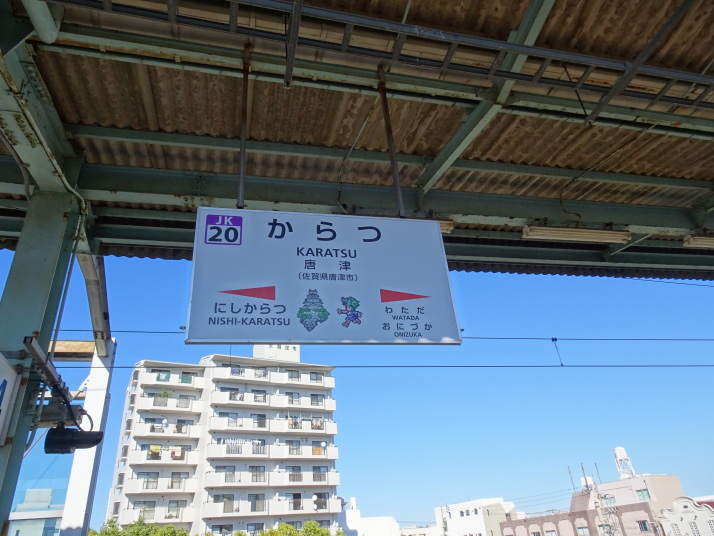 JK
20
からつ
KARATSU
唐津
(佐賀県唐津市)
にしからつ
NISHI-KARATSU
わただ
WATADA
おにづか
ONIZUKA